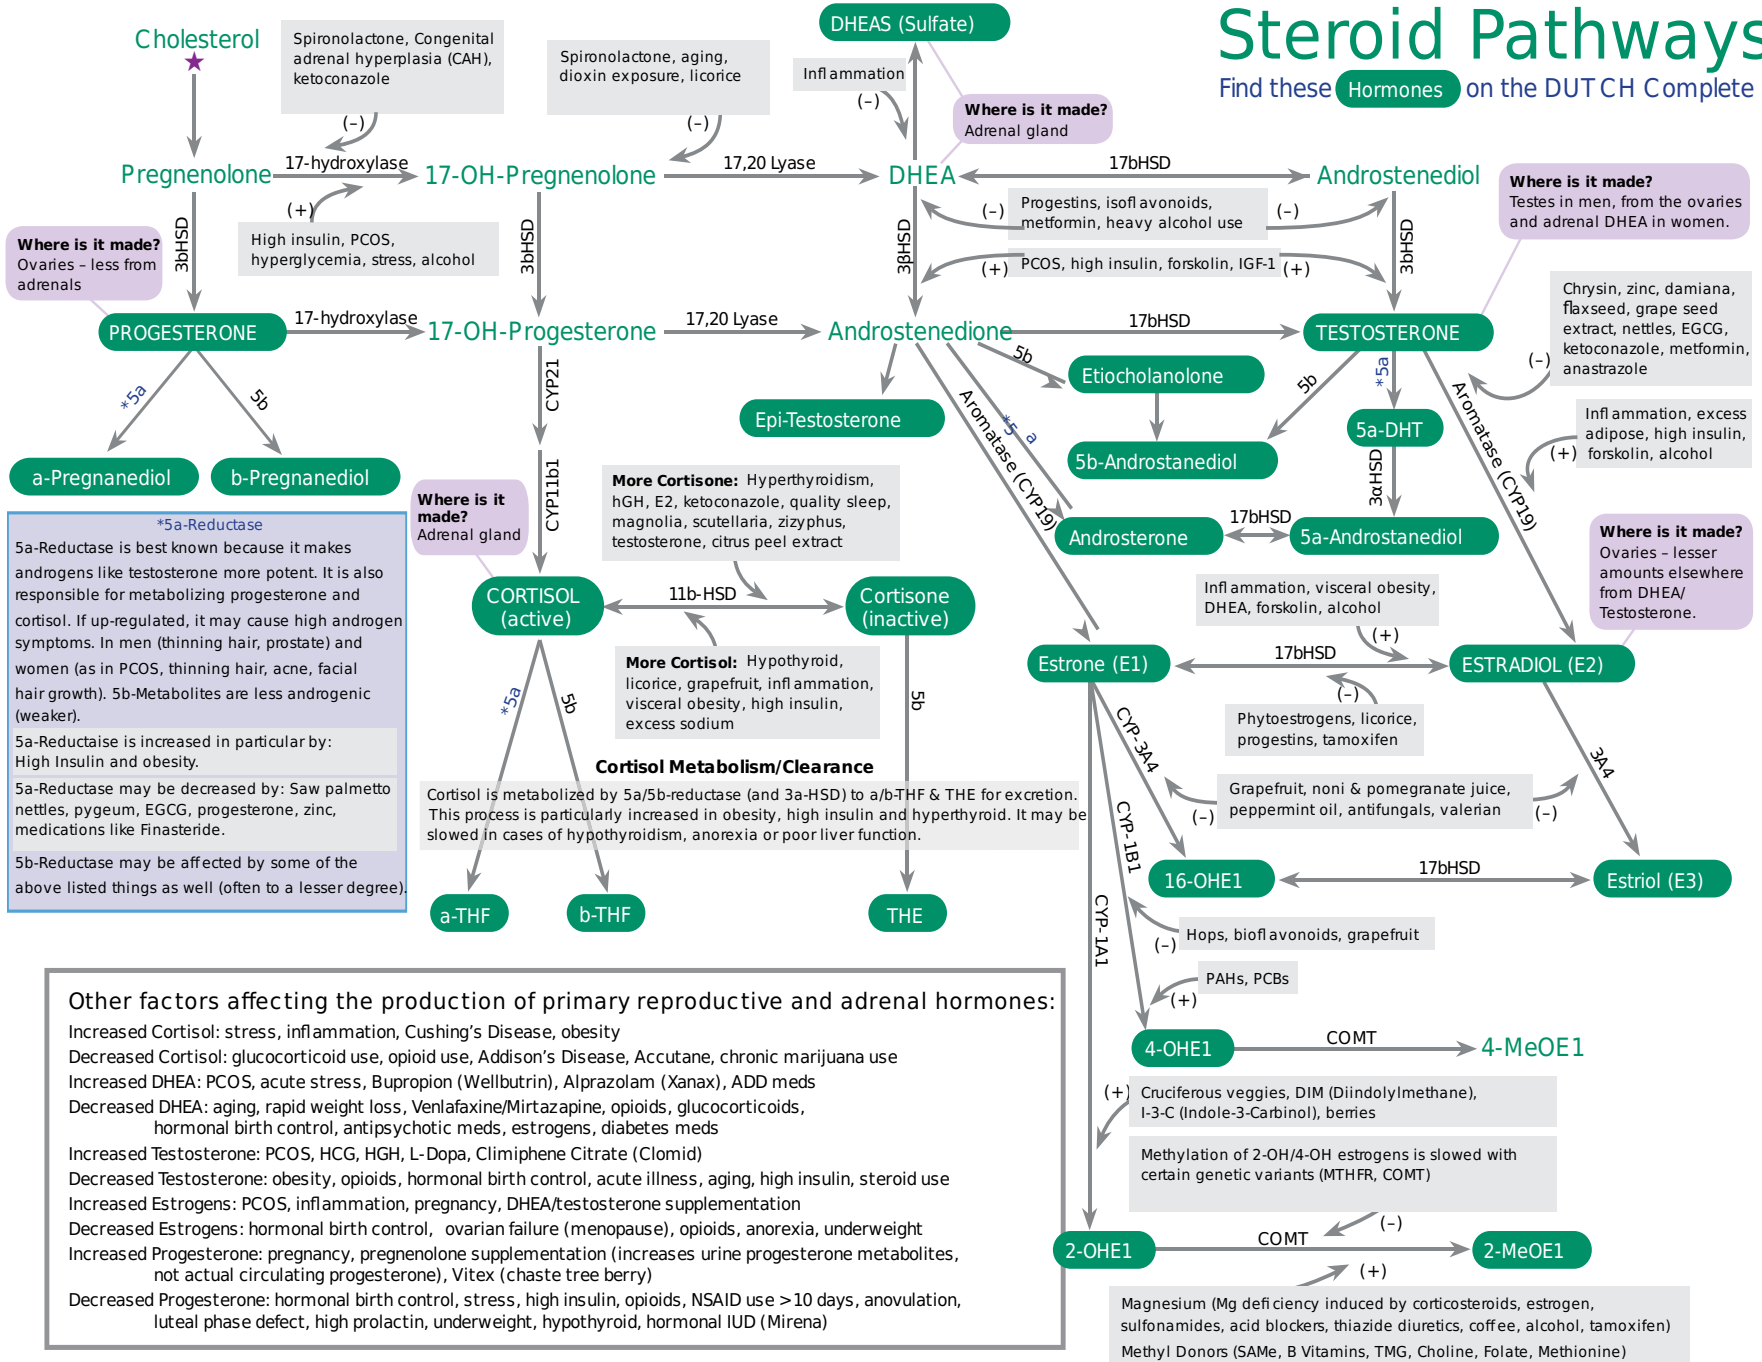 Steroid Pathways
Find these Hormones on the DUTCH Complete
Cholesterol
Spironolactone, Congenital
adrenal hyperplasia (CAH),
ketoconazole
(–)
Spironolactone, aging,
dioxin exposure, licorice
(–)
DHEAS (Sulfate)
Inflammation
(–)
Where is it made?
Adrenal gland
Pregnenolone
17-hydroxylase
17-OH-Pregnenolone
17,20 Lyase
DHEA
17bHSD
Androstenediol
Where is it made?
Testes in men, from the ovaries
and adrenal DHEA in women.
(+)
High insulin, PCOS,
hyperglycemia, stress, alcohol
3bHSD
3bHSD
3βHSD
3bHSD
(–)
Progestins, isoflavonoids,
metformin, heavy alcohol use
(–)
(+)
PCOS, high insulin, forskolin, IGF-1
(+)
Where is it made?
Ovaries – less from
adrenals
PROGESTERONE
17-hydroxylase
17-OH-Progesterone
17,20 Lyase
Androstenedione
17bHSD
TESTOSTERONE
Chrysin, zinc, damiana,
flaxseed, grape seed
extract, nettles, EGCG,
ketoconazole, metformin,
anastrazole
(–)
*5a
5b
CYP21
5b
Etiocholanolone
5b
*5a
Aromatase (CYP19)
Epi-Testosterone
Aromatase (CYP19)
*5a
5a-DHT
Inflammation, excess
adipose, high insulin,
forskolin, alcohol
(+)
a-Pregnanediol
b-Pregnanediol
5b-Androstanediol
3αHSD
CYP11b1
Where is it
made?
Adrenal gland
More Cortisone: Hyperthyroidism,
hGH, E2, ketoconazole, quality sleep,
magnolia, scutellaria, zizyphus,
testosterone, citrus peel extract
Androsterone
17bHSD
5a-Androstanediol
Where is it made?
Ovaries – lesser
amounts elsewhere
from DHEA/
Testosterone.
*5a-Reductase
5a-Reductase is best known because it makes
androgens like testosterone more potent. It is also
responsible for metabolizing progesterone and
cortisol. If up-regulated, it may cause high androgen
symptoms. In men (thinning hair, prostate) and
women (as in PCOS, thinning hair, acne, facial
hair growth). 5b-Metabolites are less androgenic
(weaker).
5a-Reductaise is increased in particular by:
High Insulin and obesity.
5a-Reductase may be decreased by: Saw palmetto
nettles, pygeum, EGCG, progesterone, zinc,
medications like Finasteride.
5b-Reductase may be affected by some of the
above listed things as well (often to a lesser degree).
CORTISOL
(active)
11b-HSD
Cortisone
(inactive)
More Cortisol: Hypothyroid,
licorice, grapefruit, inflammation,
visceral obesity, high insulin,
excess sodium
*5a
5b
5b
Inflammation, visceral obesity,
DHEA, forskolin, alcohol
(+)
Estrone (E1)
17bHSD
ESTRADIOL (E2)
(–)
Phytoestrogens, licorice,
progestins, tamoxifen
Cortisol Metabolism/Clearance
Cortisol is metabolized by 5a/5b-reductase (and 3a-HSD) to a/b-THF & THE for excretion.
This process is particularly increased in obesity, high insulin and hyperthyroid. It may be
slowed in cases of hypothyroidism, anorexia or poor liver function.
CYP-3A4
3A4
Grapefruit, noni & pomegranate juice,
peppermint oil, antifungals, valerian
(–)
(–)
CYP-1B1
16-OHE1
17bHSD
Estriol (E3)
a-THF
b-THF
THE
CYP-1A1
(–)
Hops, bioflavonoids, grapefruit
PAHs, PCBs
(+)
4-OHE1
COMT
4-MeOE1
(+)
Cruciferous veggies, DIM (Diindolylmethane),
I-3-C (Indole-3-Carbinol), berries
Methylation of 2-OH/4-OH estrogens is slowed with
certain genetic variants (MTHFR, COMT)
(–)
2-OHE1
COMT
2-MeOE1
(+)
Magnesium (Mg deficiency induced by corticosteroids, estrogen,
sulfonamides, acid blockers, thiazide diuretics, coffee, alcohol, tamoxifen)
Methyl Donors (SAMe, B Vitamins, TMG, Choline, Folate, Methionine)
Other factors affecting the production of primary reproductive and adrenal hormones:
Increased Cortisol: stress, inflammation, Cushing’s Disease, obesity
Decreased Cortisol: glucocorticoid use, opioid use, Addison’s Disease, Accutane, chronic marijuana use
Increased DHEA: PCOS, acute stress, Bupropion (Wellbutrin), Alprazolam (Xanax), ADD meds
Decreased DHEA: aging, rapid weight loss, Venlafaxine/Mirtazapine, opioids, glucocorticoids,
hormonal birth control, antipsychotic meds, estrogens, diabetes meds
Increased Testosterone: PCOS, HCG, HGH, L-Dopa, Climiphene Citrate (Clomid)
Decreased Testosterone: obesity, opioids, hormonal birth control, acute illness, aging, high insulin, steroid use
Increased Estrogens: PCOS, inflammation, pregnancy, DHEA/testosterone supplementation
Decreased Estrogens: hormonal birth control, ovarian failure (menopause), opioids, anorexia, underweight
Increased Progesterone: pregnancy, pregnenolone supplementation (increases urine progesterone metabolites,
not actual circulating progesterone), Vitex (chaste tree berry)
Decreased Progesterone: hormonal birth control, stress, high insulin, opioids, NSAID use >10 days, anovulation,
luteal phase defect, high prolactin, underweight, hypothyroid, hormonal IUD (Mirena)